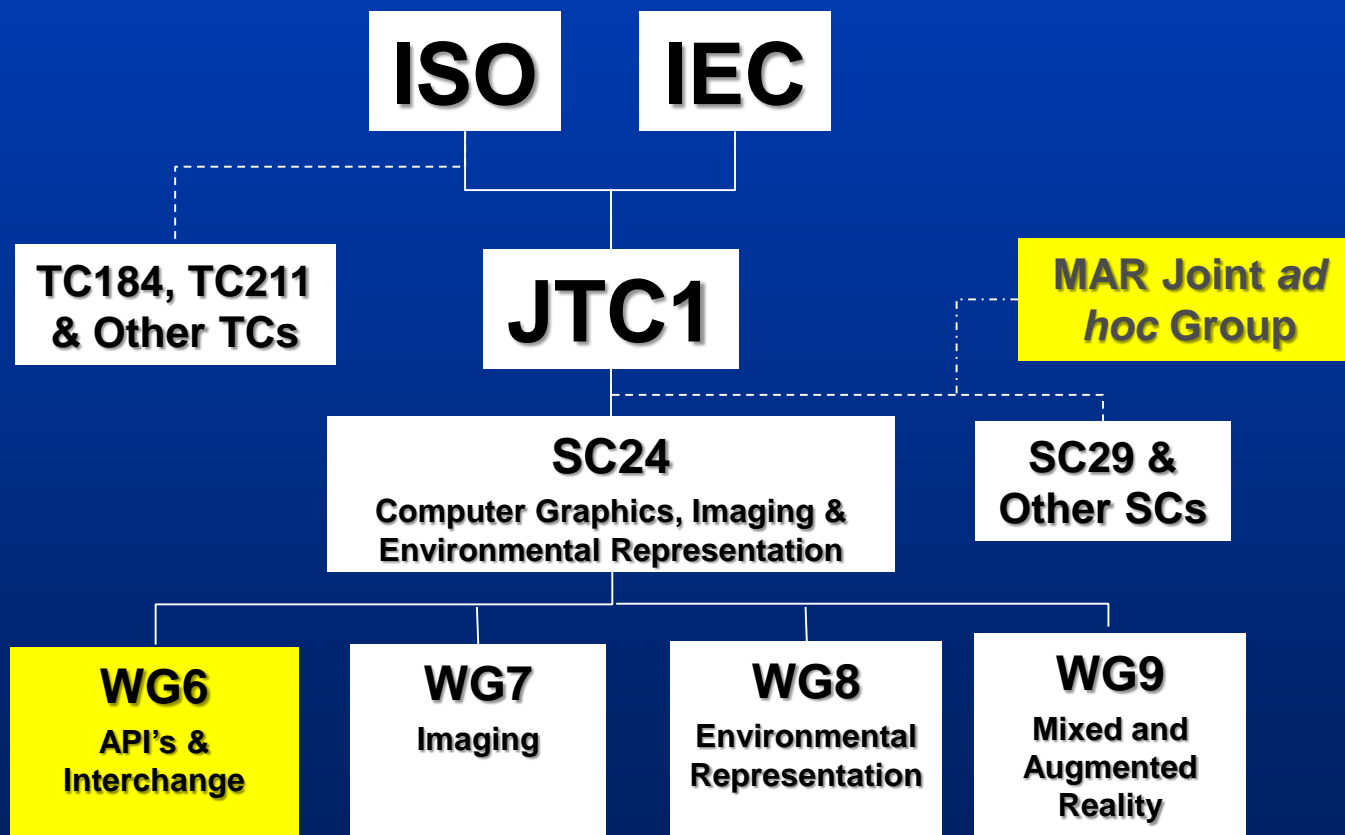 ISO
IEC
TC184, TC211
& Other TCs
JTC1
MAR Joint ad
hoc Group
SC24
Computer Graphics, Imaging &
Environmental Representation
SC29 &
Other SCs
WG6
API’s &
Interchange
WG7
Imaging
WG8
Environmental
Representation
WG9
Mixed and
Augmented
Reality